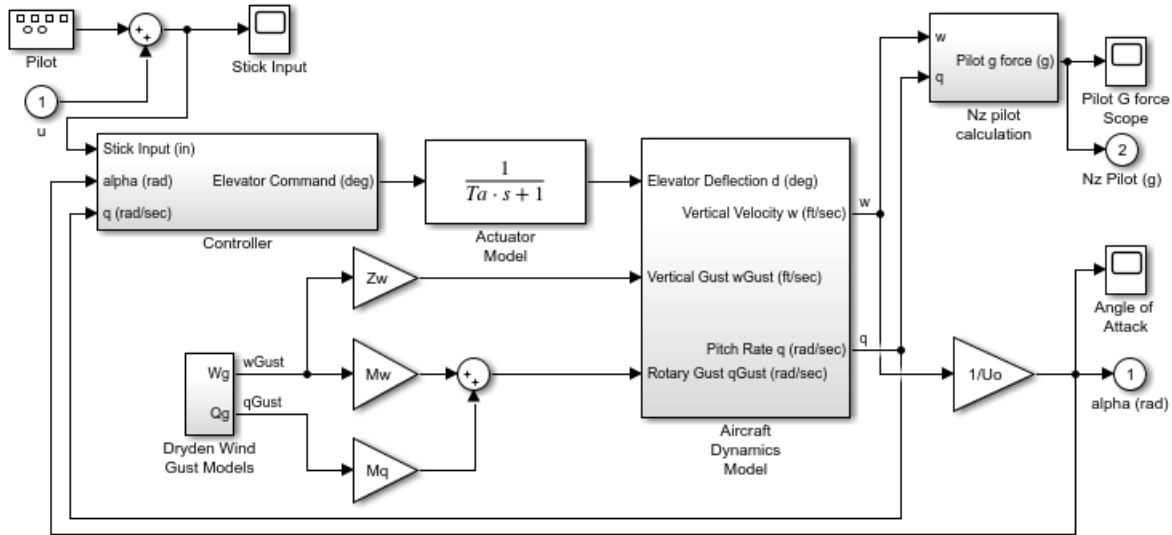 Pilot
+
+
Stick Input
1
u
Stick Input (in)
alpha (rad)
q (rad/sec)
Elevator Command (deg)
Controller
1
Ta · s + 1
Actuator
Model
Elevator Deflection d (deg)
Vertical Velocity w (ft/sec)
Vertical Gust wGust (ft/sec)
Pitch Rate q (rad/sec)
Rotary Gust qGust (rad/sec)
Aircraft
Dynamics
Model
w
q
w
q
Pilot g force (g)
Nz pilot
calculation
Pilot G force
Scope
2
Nz Pilot (g)
Angle of
Attack
1/Uo
1
alpha (rad)
Zw
Mw
Mq
+
+
wGust
qGust
Wg
Qg
Dryden Wind
Gust Models